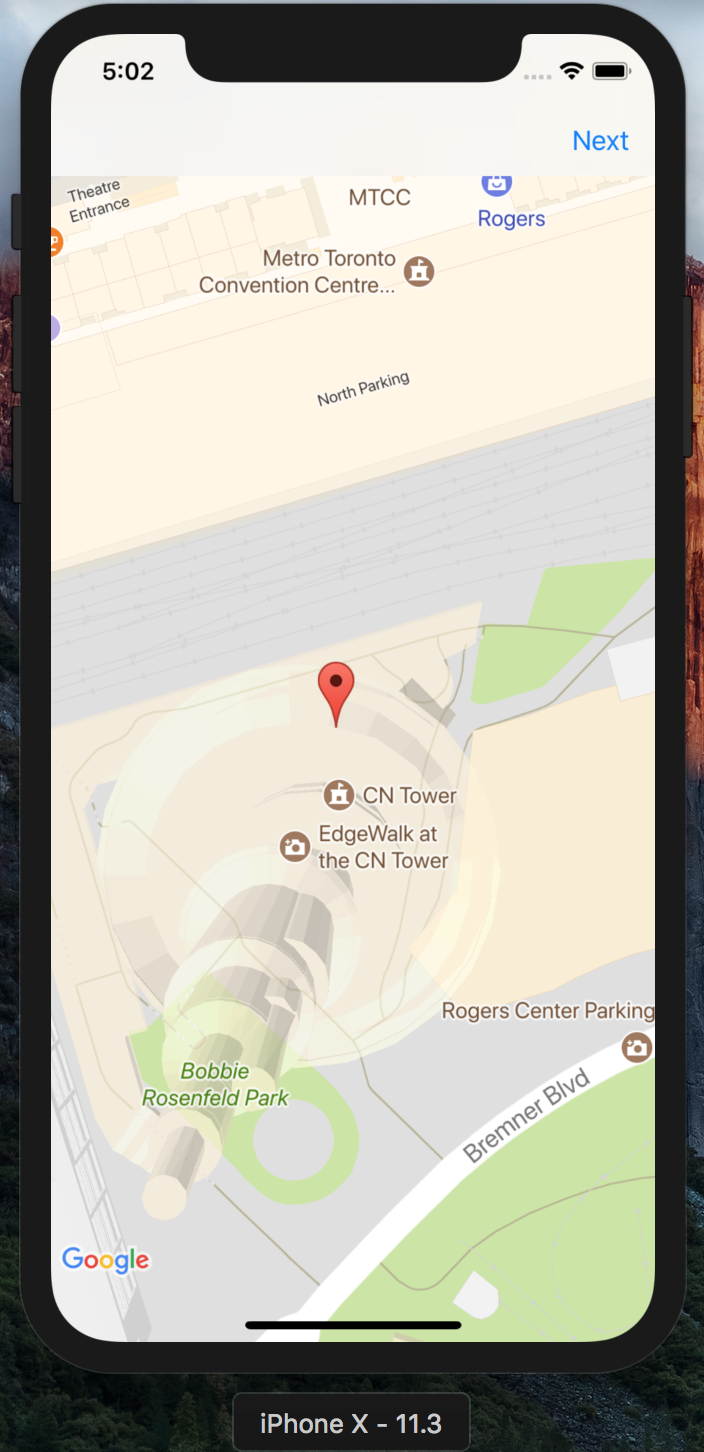 5:02
Next
Theatre
Entrance
MTCC
Rogers
Metro Toronto
Convention Centre...
North Parking
CN Tower
EdgeWalk at
the CN Tower
Rogers Center Parking
Bobbie
Rosenfeld Park
Bremner Blvd
Google
iPhone X - 11.3